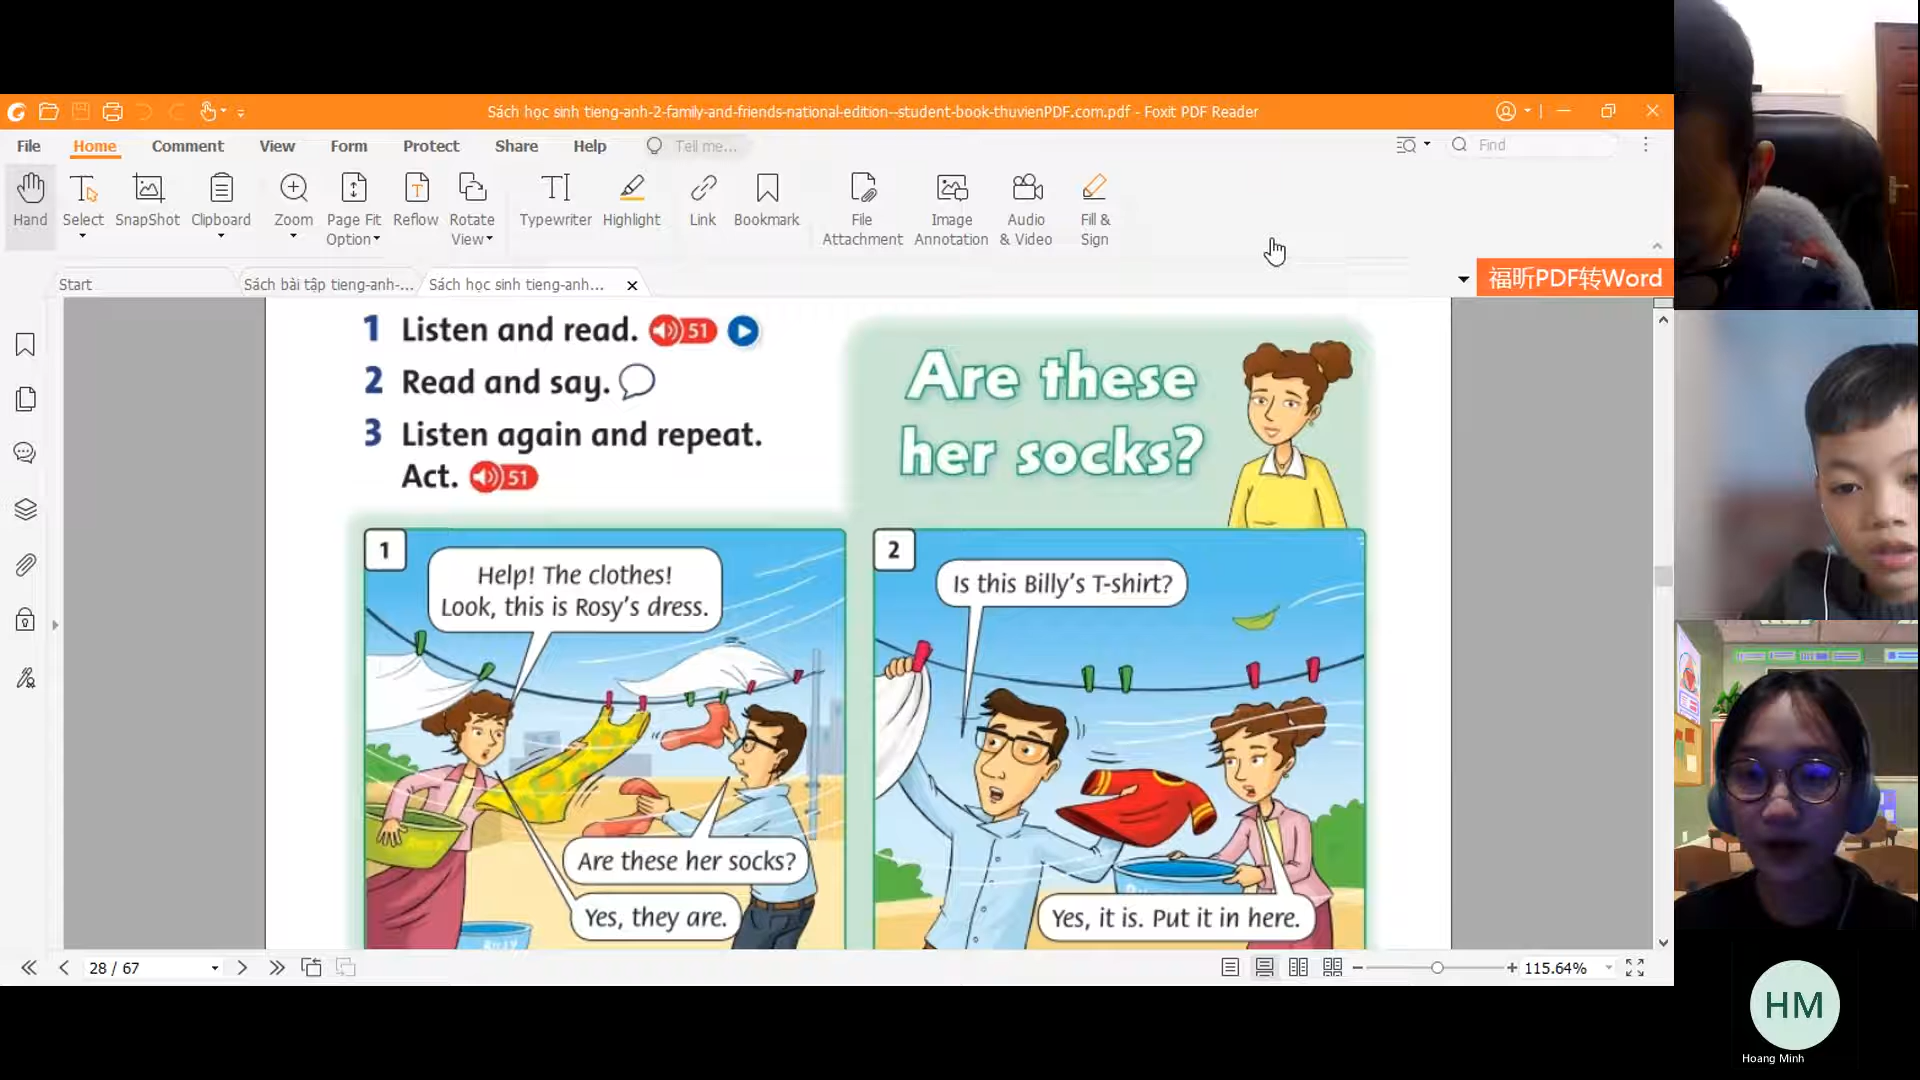 Sách học sinh tieng-anh-2-family-and-friends-national-edition--student-book-thuvienPDF.com.pdf - Foxit PDF Reader
File Home Comment View Form Protect Share Help Tell me... Find
Hand Select SnapShot Clipboard Zoom Page Fit Option Reflow Rotate View Typewriter Highlight Link Bookmark File Attachment Image Annotation Audio & Video Fill & Sign
Start Sách bài tập tieng-anh-... Sách học sinh tieng-anh... 福昕PDF转Word
1 Listen and read. 51
2 Read and say.
3 Listen again and repeat.
Act. 51
Are these
her socks?
1
Help! The clothes!
Look, this is Rosy's dress.
Are these her socks?
Yes, they are.
2
Is this Billy's T-shirt?
Yes, it is. Put it in here.
28 / 67 115.64%
HM
Hoang Minh